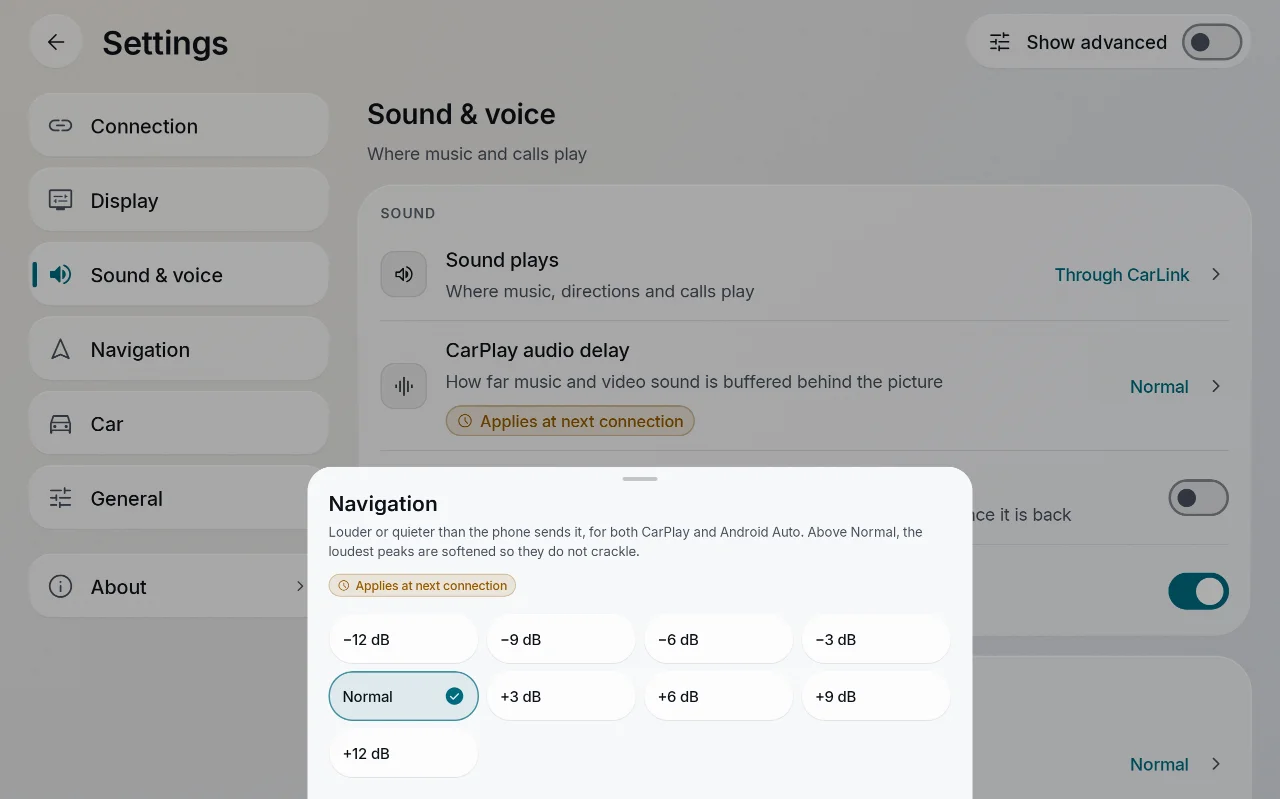 Settings
Show advanced
Connection
Display
Sound & voice
Navigation
Car
General
About
Sound & voice
Where music and calls play
SOUND
Sound plays
Where music, directions and calls play
Through CarLink
CarPlay audio delay
How far music and video sound is buffered behind the picture
Normal
Applies at next connection
it is back
Navigation
Louder or quieter than the phone sends it, for both CarPlay and Android Auto. Above Normal, the
loudest peaks are softened so they do not crackle.
Applies at next connection
−12 dB
−9 dB
−6 dB
−3 dB
Normal
+3 dB
+6 dB
+9 dB
+12 dB
Normal